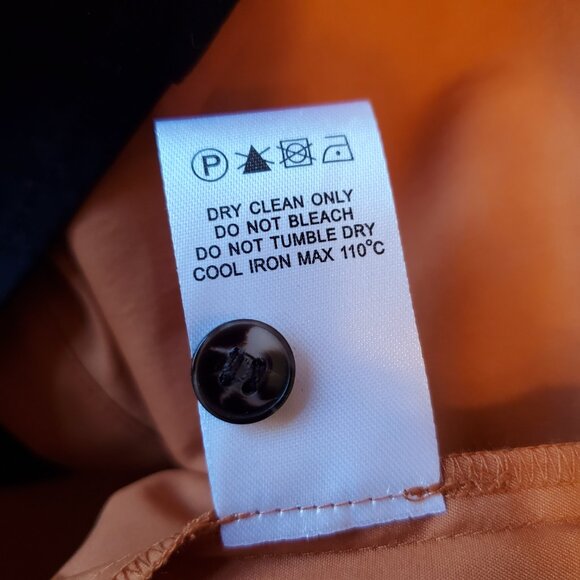 P
DRY CLEAN ONLY
DO NOT BLEACH
DO NOT TUMBLE DRY
COOL IRON MAX 110°C